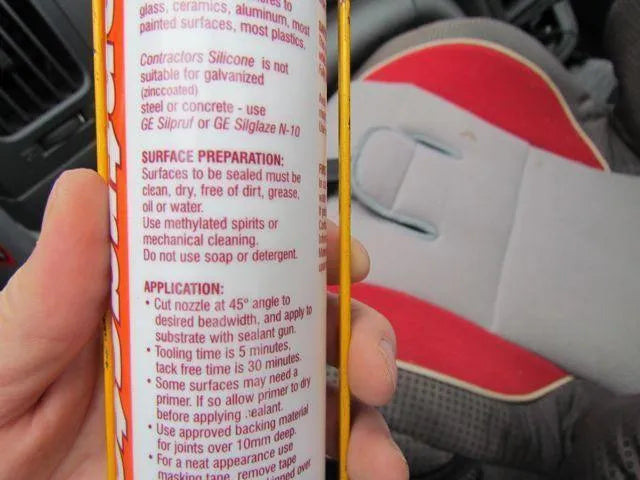 glass, ceramics, aluminum, most
painted surfaces, most plastics.
Contractors Silicone is not
suitable for galvanized
(zinccoated)
steel or concrete - use
GE Silpruf or GE Silglaze N-10
SURFACE PREPARATION:
Surfaces to be sealed must be
clean, dry, free of dirt, grease,
oil or water.
Use methylated spirits or
mechanical cleaning.
Do not use soap or detergent.
APPLICATION:
• Cut nozzle at 45° angle to
desired beadwidth, and apply to
substrate with sealant gun.
• Tooling time is 5 minutes,
tack free time is 30 minutes.
• Some surfaces may need a
primer. If so allow primer to dry
before applying sealant.
• Use approved backing material
for joints over 10mm deep.
• For a neat appearance use
masking tape, remove tape